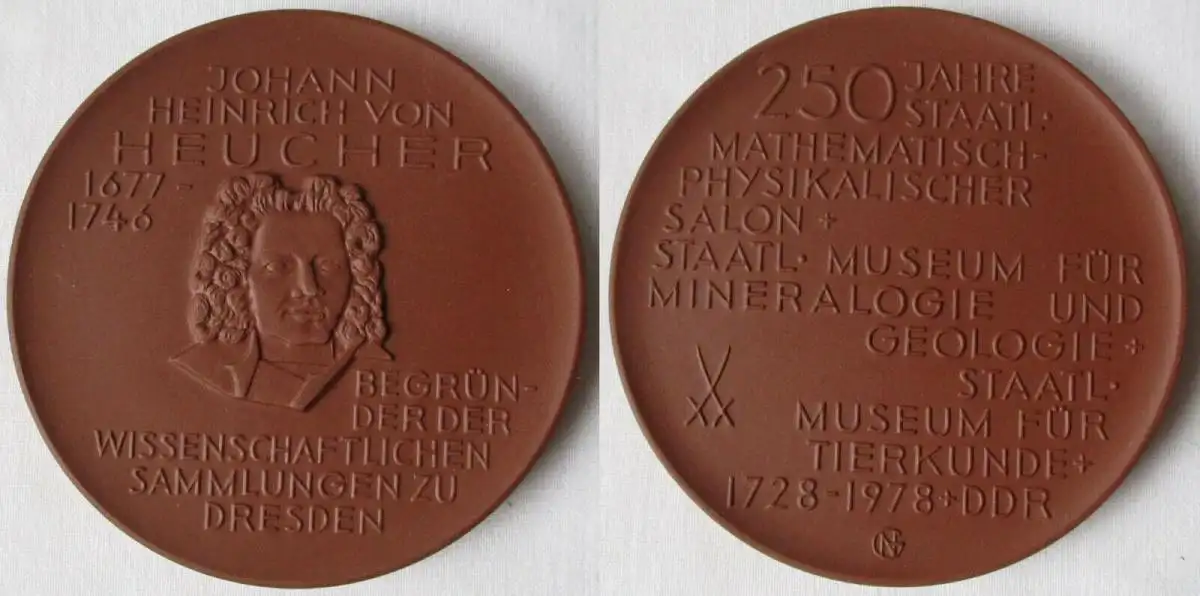 JOHANN
HEINRICH VON
HEUCHER
1677-
1746
BEGRÜN-
DER DER
WISSENSCHAFTLICHEN
SAMMLUNGEN ZU
DRESDEN
250 JAHRE
STAATL·
MATHEMATISCH-
PHYSIKALISCHER
SALON +
STAATL· MUSEUM FÜR
MINERALOGIE UND
GEOLOGIE +
STAATL·
MUSEUM FÜR
TIERKUNDE +
1728-1978+DDR